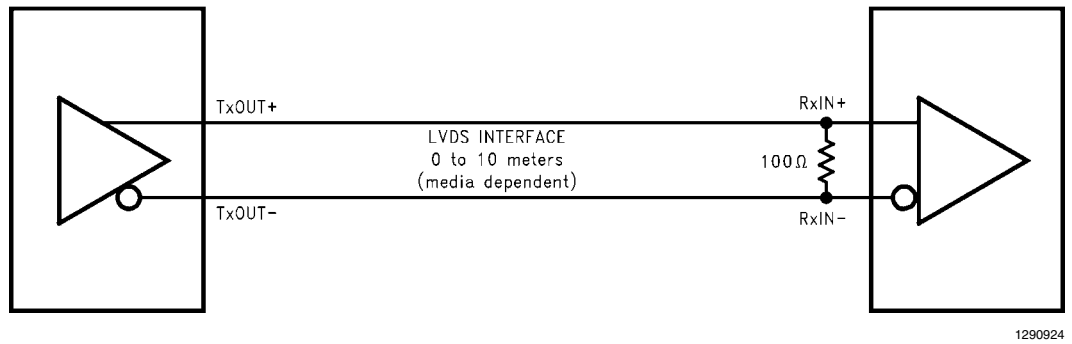 TxOUT+
RxIN+
LVDS INTERFACE
0 to 10 meters
(media dependent)
100Ω
TxOUT−
RxIN−
1290924